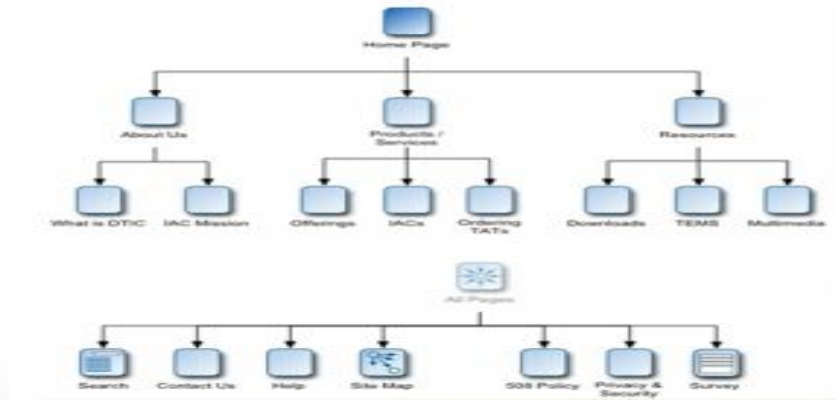 Home Page
About Us
Products /
Services
Resources
What is DTIC
IAC Mission
Offerings
IACs
Ordering
TATs
Downloads
TEMS
Multimedia
All Pages
Search
Contact Us
Help
Site Map
508 Policy
Privacy &
Security
Survey